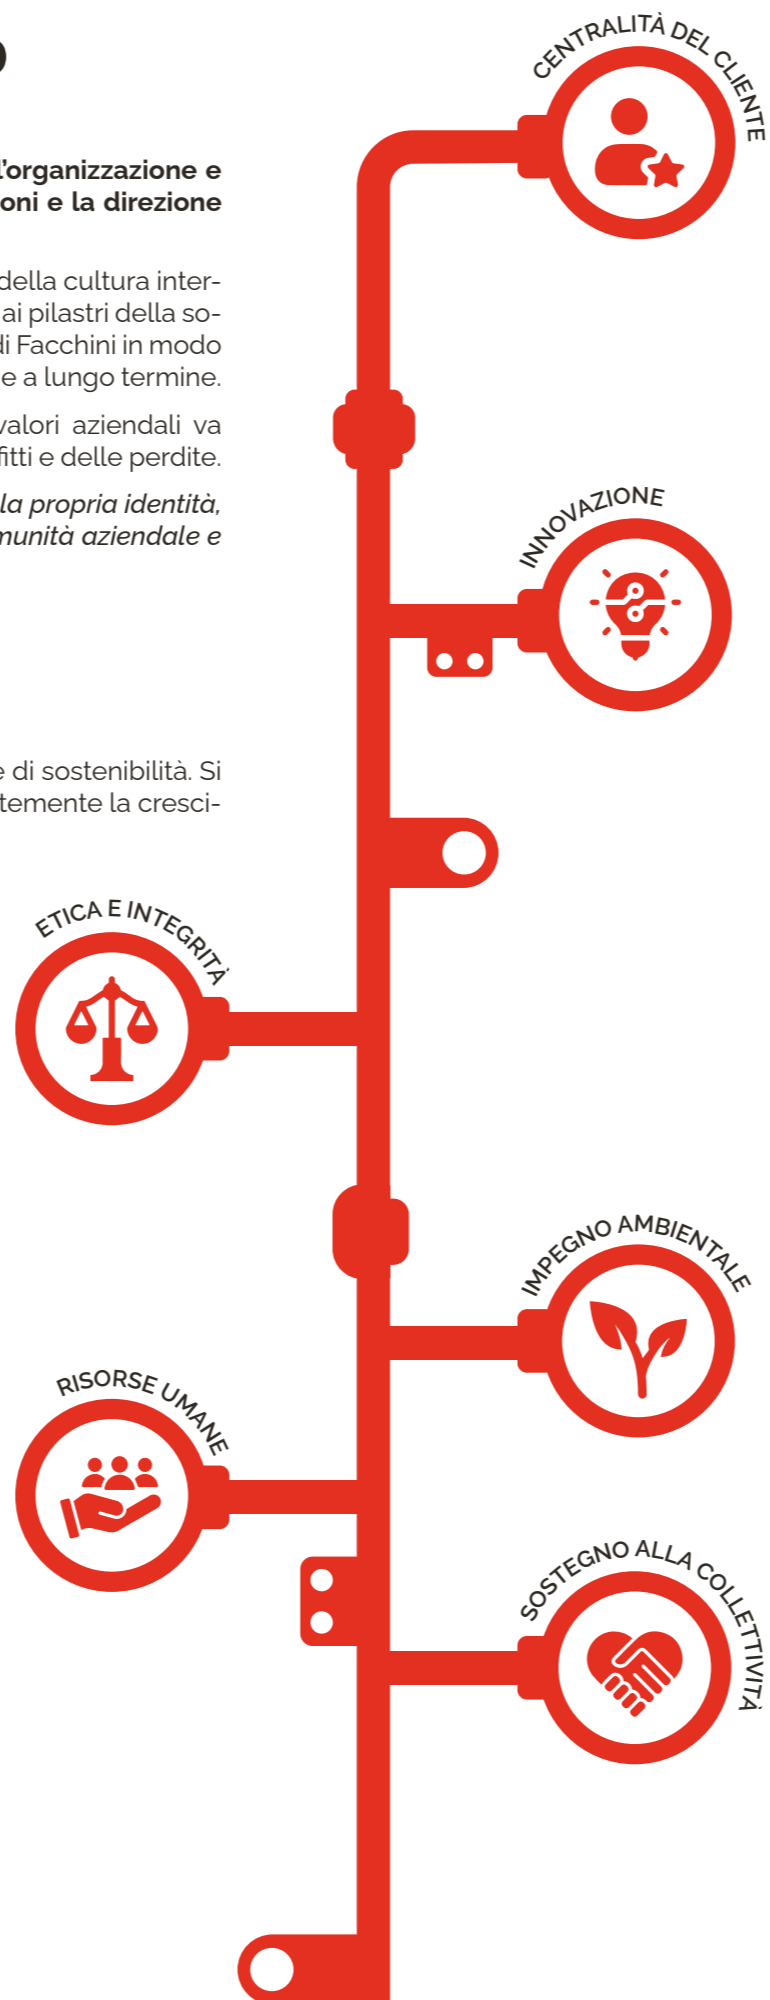 CENTRALITÀ DEL CLIENTE
l'organizzazione e
oni e la direzione
della cultura inter-
ai pilastri della so-
di Facchini in modo
e a lungo termine.
valori aziendali va
fitti e delle perdite.
la propria identità,
munità aziendale e
INNOVAZIONE
e di sostenibilità. Si
temente la cresci-
ETICA E INTEGRITÀ
IMPEGNO AMBIENTALE
RISORSE UMANE
SOSTEGNO ALLA COLLETTIVITÀ